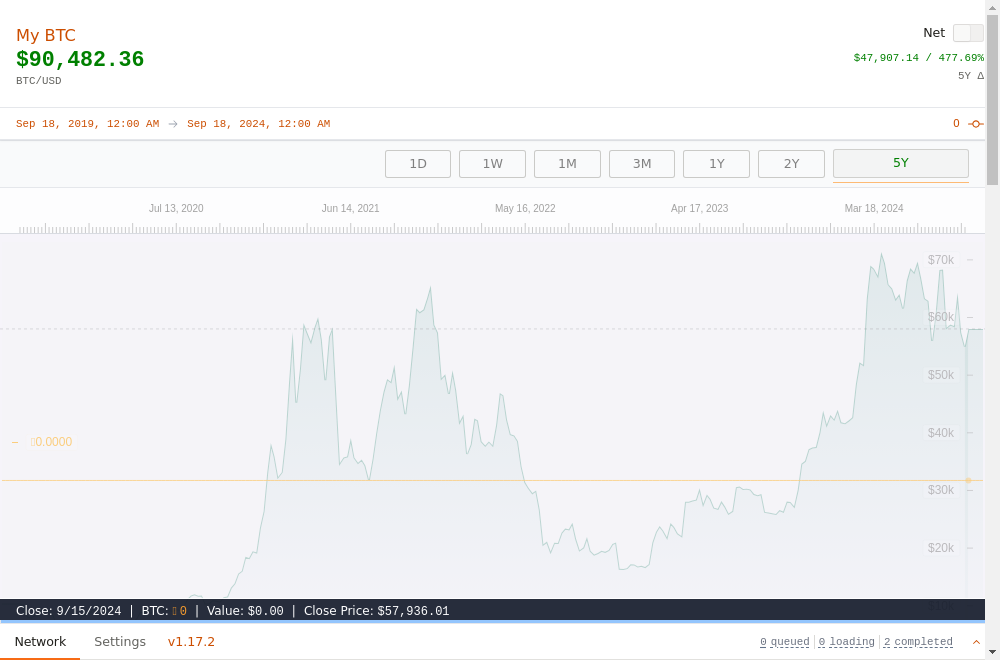 My BTC
Net
$90,482.36
$47,907.14 / 477.69%
BTC/USD
5Y Δ
Sep 18, 2019, 12:00 AM → Sep 18, 2024, 12:00 AM
0
1D 1W 1M 3M 1Y 2Y 5Y
Jul 13, 2020 Jun 14, 2021 May 16, 2022 Apr 17, 2023 Mar 18, 2024
$70k
$60k
$50k
$40k
0.0000
$30k
$20k
Close: 9/15/2024 | BTC: 0 | Value: $0.00 | Close Price: $57,936.01
Network Settings v1.17.2
0 queued 0 loading 2 completed